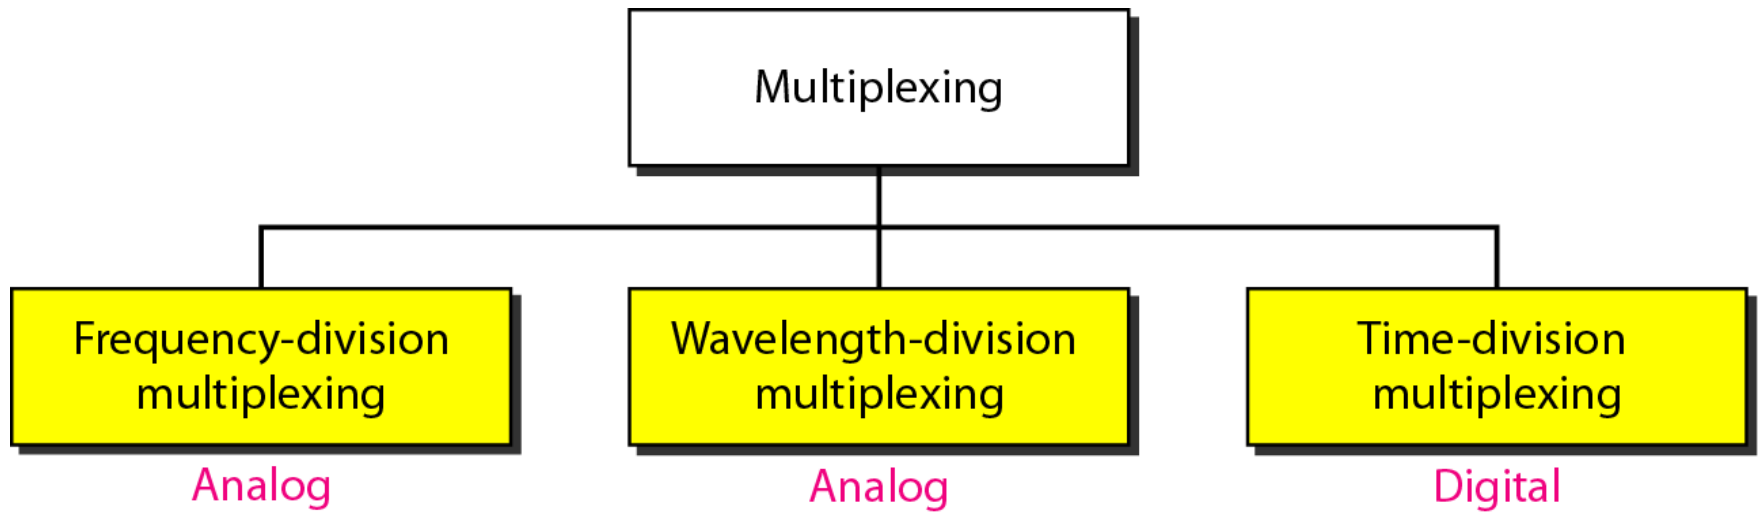 Multiplexing
Frequency-division
multiplexing
Wavelength-division
multiplexing
Time-division
multiplexing
Analog
Analog
Digital